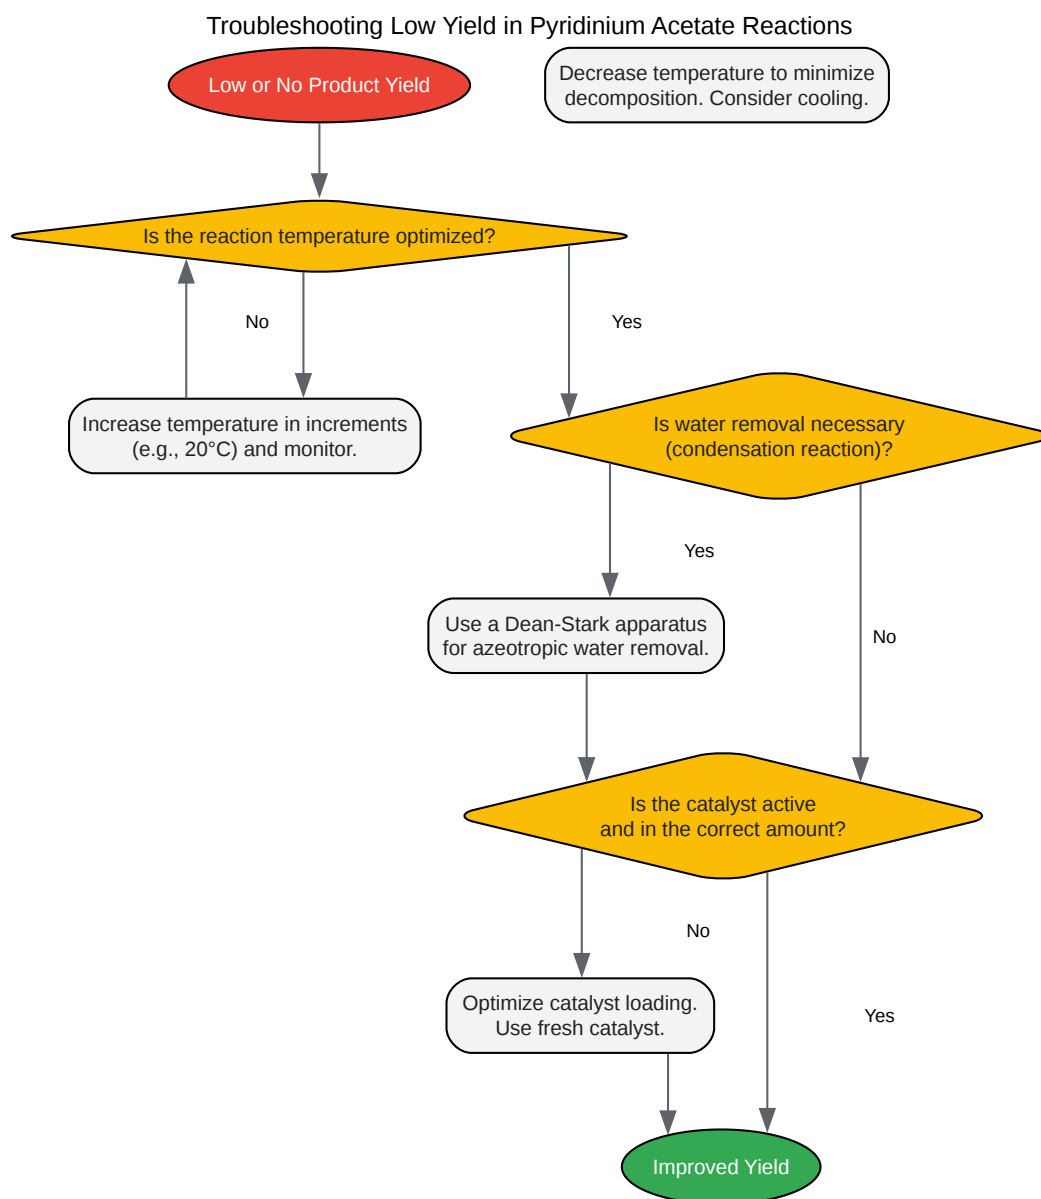 Troubleshooting Low Yield in Pyridinium Acetate Reactions
Low or No Product Yield
Decrease temperature to minimize
decomposition. Consider cooling.
Is the reaction temperature optimized?
No
Yes
Increase temperature in increments
(e.g., 20°C) and monitor.
Is water removal necessary
(condensation reaction)?
Yes
Use a Dean-Stark apparatus
for azeotropic water removal.
No
Is the catalyst active
and in the correct amount?
No
Optimize catalyst loading.
Use fresh catalyst.
Yes
Improved Yield